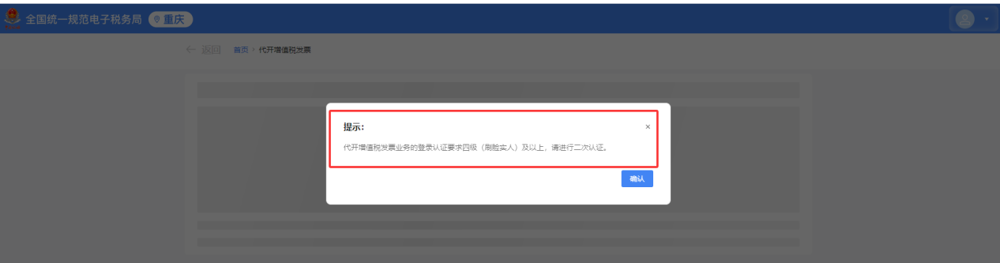 全国统一规范电子税务局 重庆
← 返回 首页 > 代开增值税发票
提示： ×
代开增值税发票业务的登录认证要求四级（刷脸实人）及以上，请进行二次认证。
确认